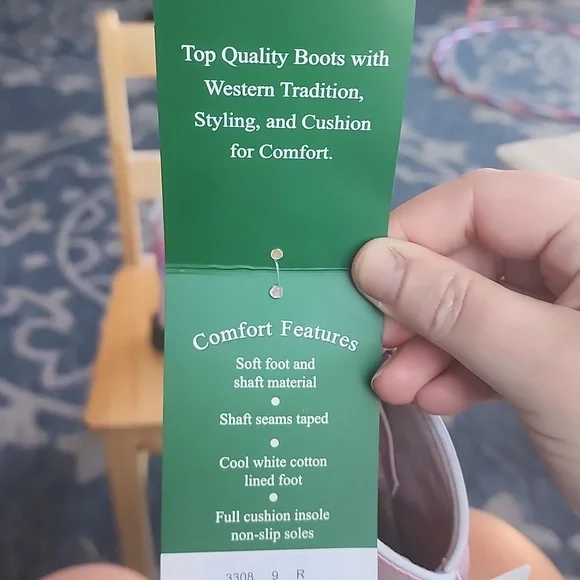 Top Quality Boots with
Western Tradition,
Styling, and Cushion
for Comfort.
Comfort Features
Soft foot and
shaft material
Shaft seams taped
Cool white cotton
lined foot
Full cushion insole
non-slip soles
3308 9 R